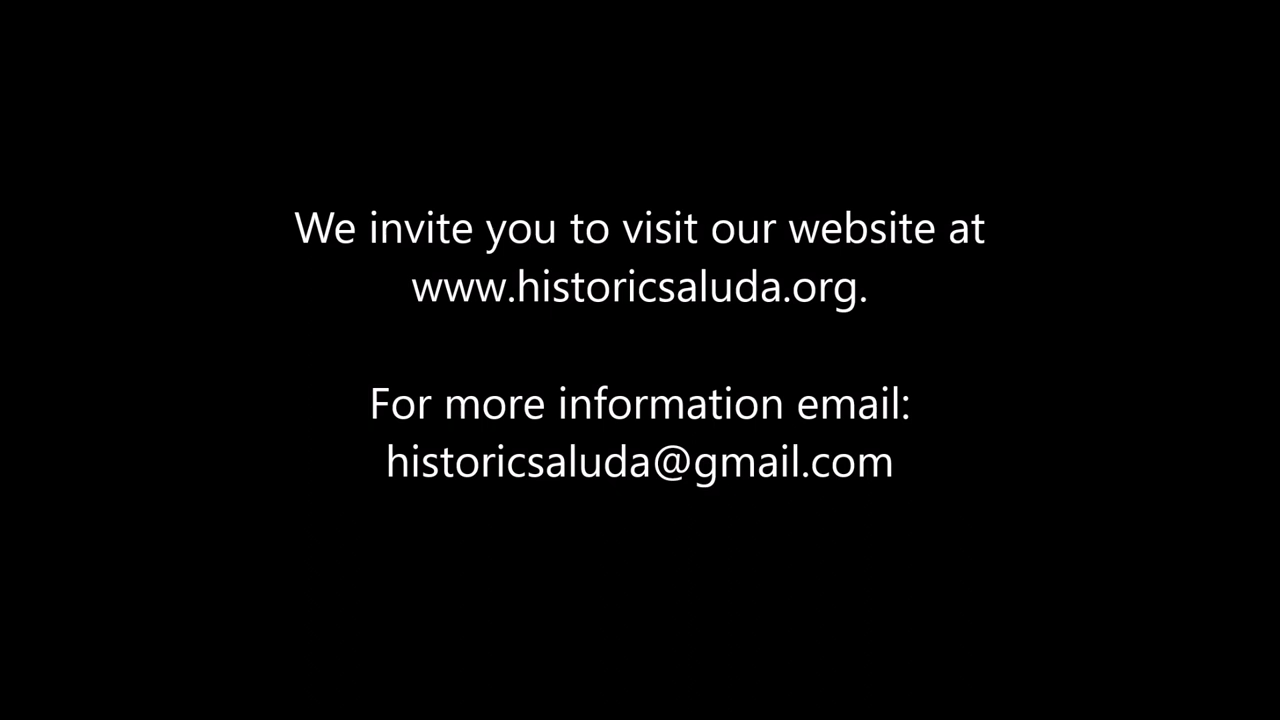 We invite you to visit our website at
www.historicsaluda.org.
For more information email:
historicsaluda@gmail.com